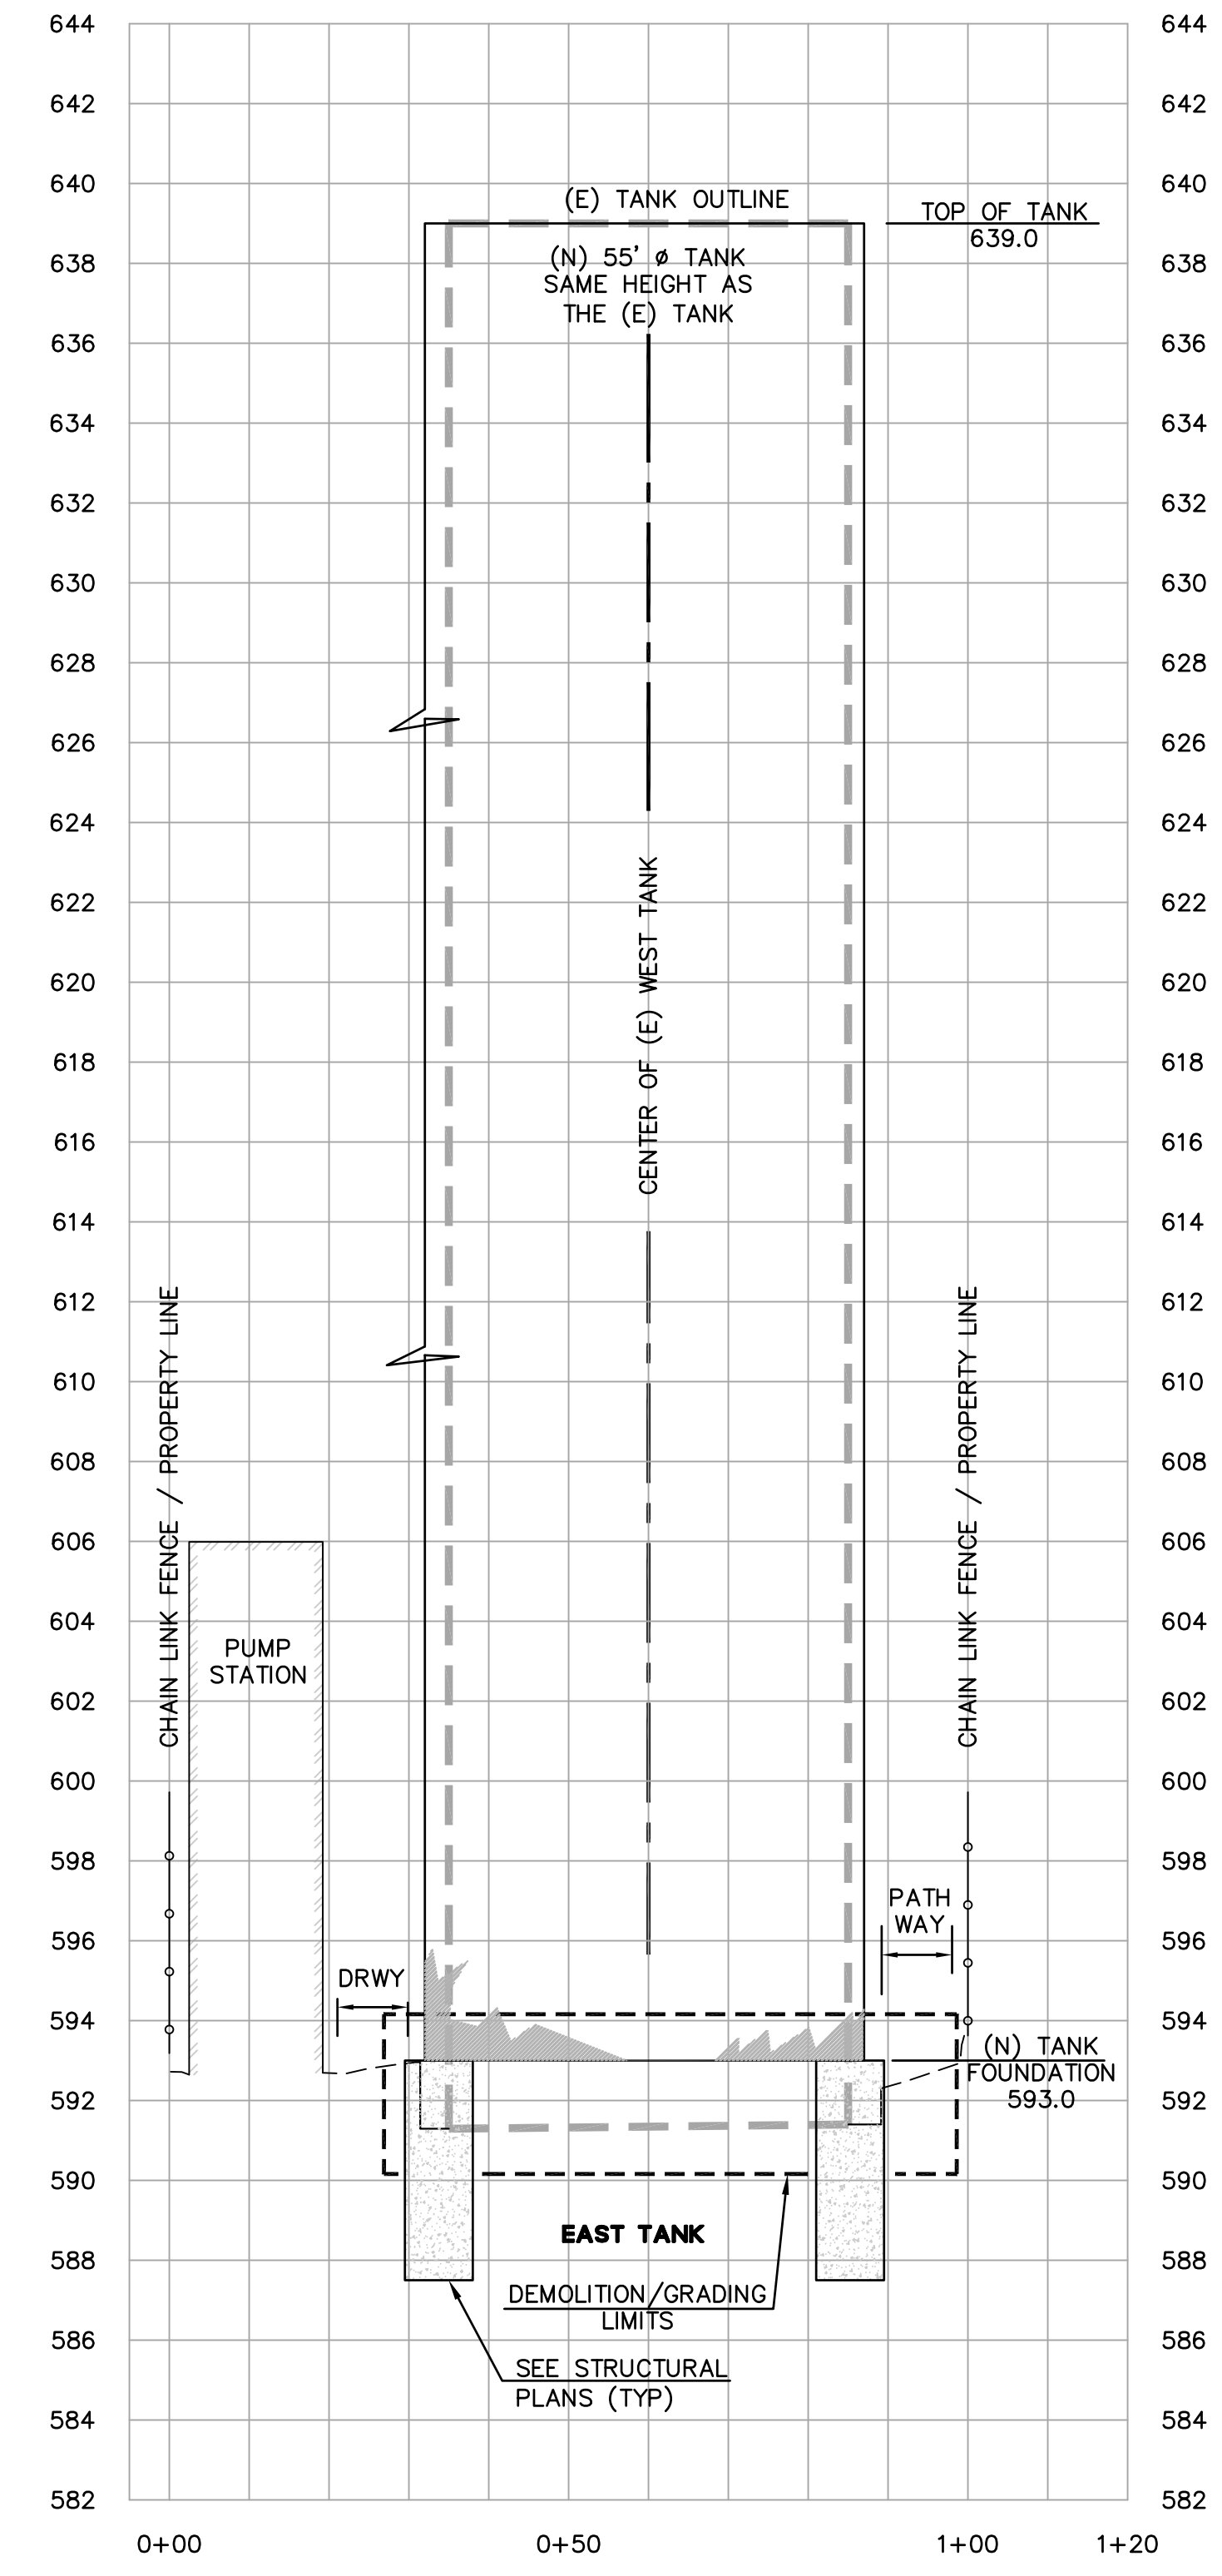 644 644
642 642
640 640
(E) TANK OUTLINE
TOP OF TANK
639.0
(N) 55' ø TANK
SAME HEIGHT AS
THE (E) TANK
638 638
636 636
634 634
632 632
630 630
628 628
626 626
624 624
622 622
CENTER OF (E) WEST TANK
620 620
618 618
616 616
614 614
612 612
CHAIN LINK FENCE / PROPERTY LINE
CHAIN LINK FENCE / PROPERTY LINE
610 610
608 608
606 606
604 604
PUMP
STATION
602 602
600 600
598 598
PATH
WAY
596 596
DRWY
594 594
(N) TANK
FOUNDATION
593.0
592 592
590 590
EAST TANK
588 588
DEMOLITION/GRADING
LIMITS
586 586
SEE STRUCTURAL
PLANS (TYP)
584 584
582 582
0+00 0+50 1+00 1+20